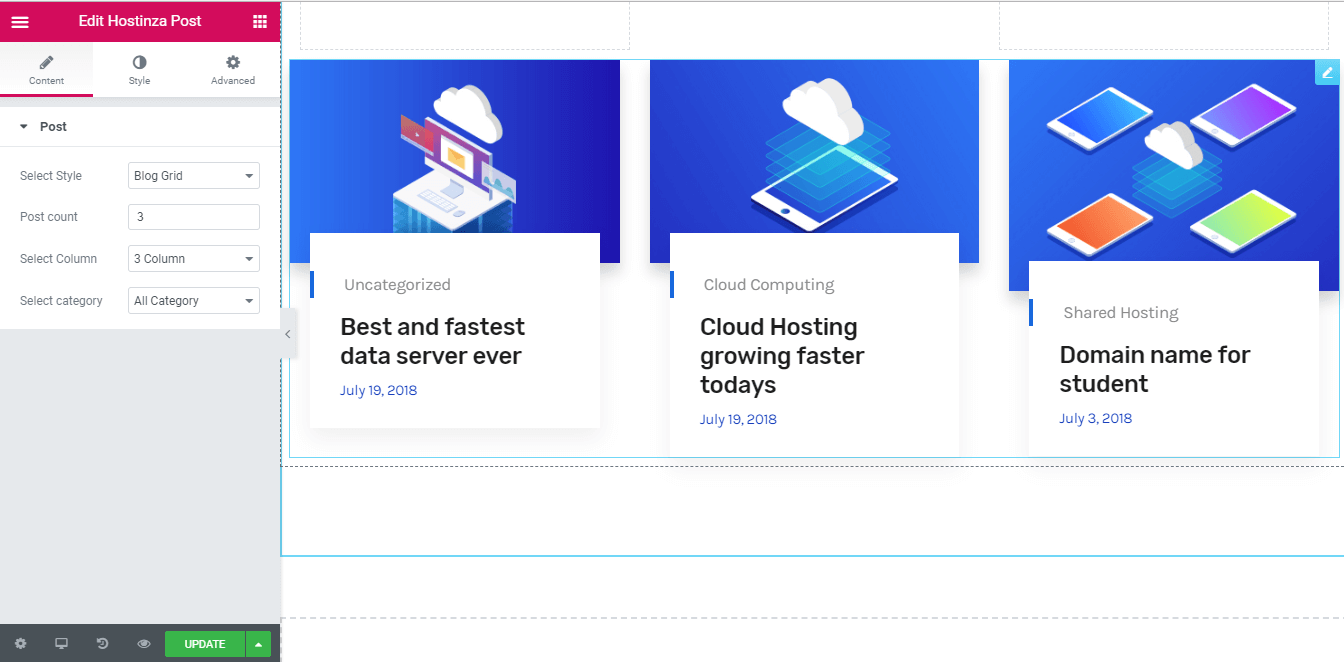 Edit Hostinza Post
Content
Style
Advanced
Post
Select Style
Blog Grid
Post count
3
Select Column
3 Column
Select category
All Category
UPDATE
Uncategorized
Best and fastest
data server ever
July 19, 2018
Cloud Computing
Cloud Hosting
growing faster
todays
July 19, 2018
Shared Hosting
Domain name for
student
July 3, 2018